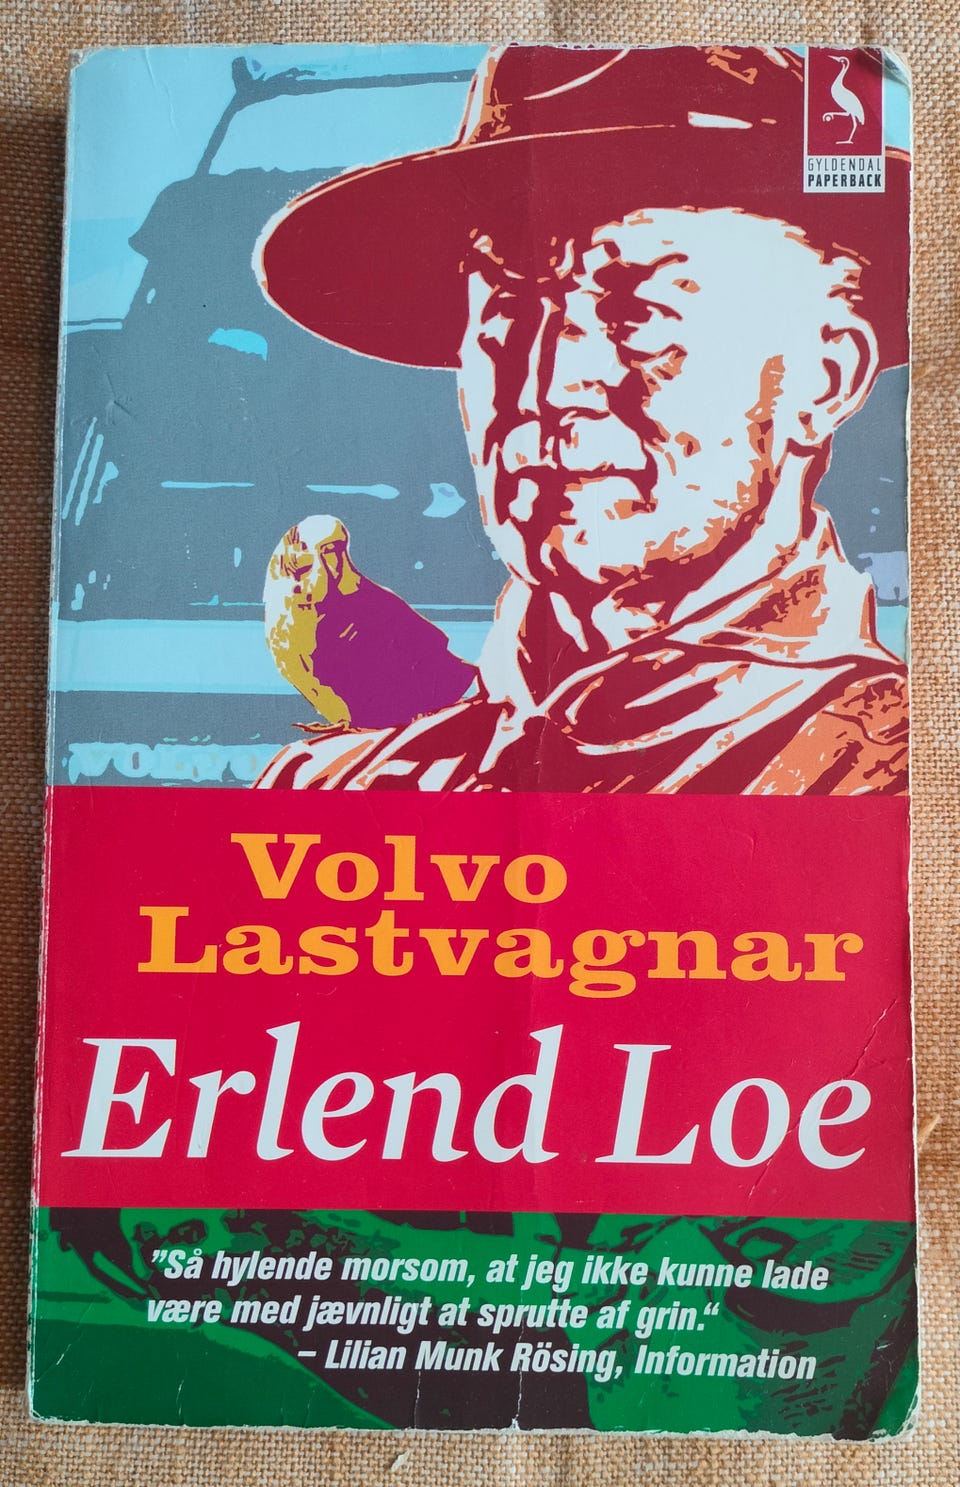 GYLDENDAL
PAPERBACK
VOLVO
Volvo
Lastvagnar
Erlend Loe
”Så hylende morsom, at jeg ikke kunne lade
være med jævnligt at sprutte af grin.“
– Lilian Munk Rösing, Information